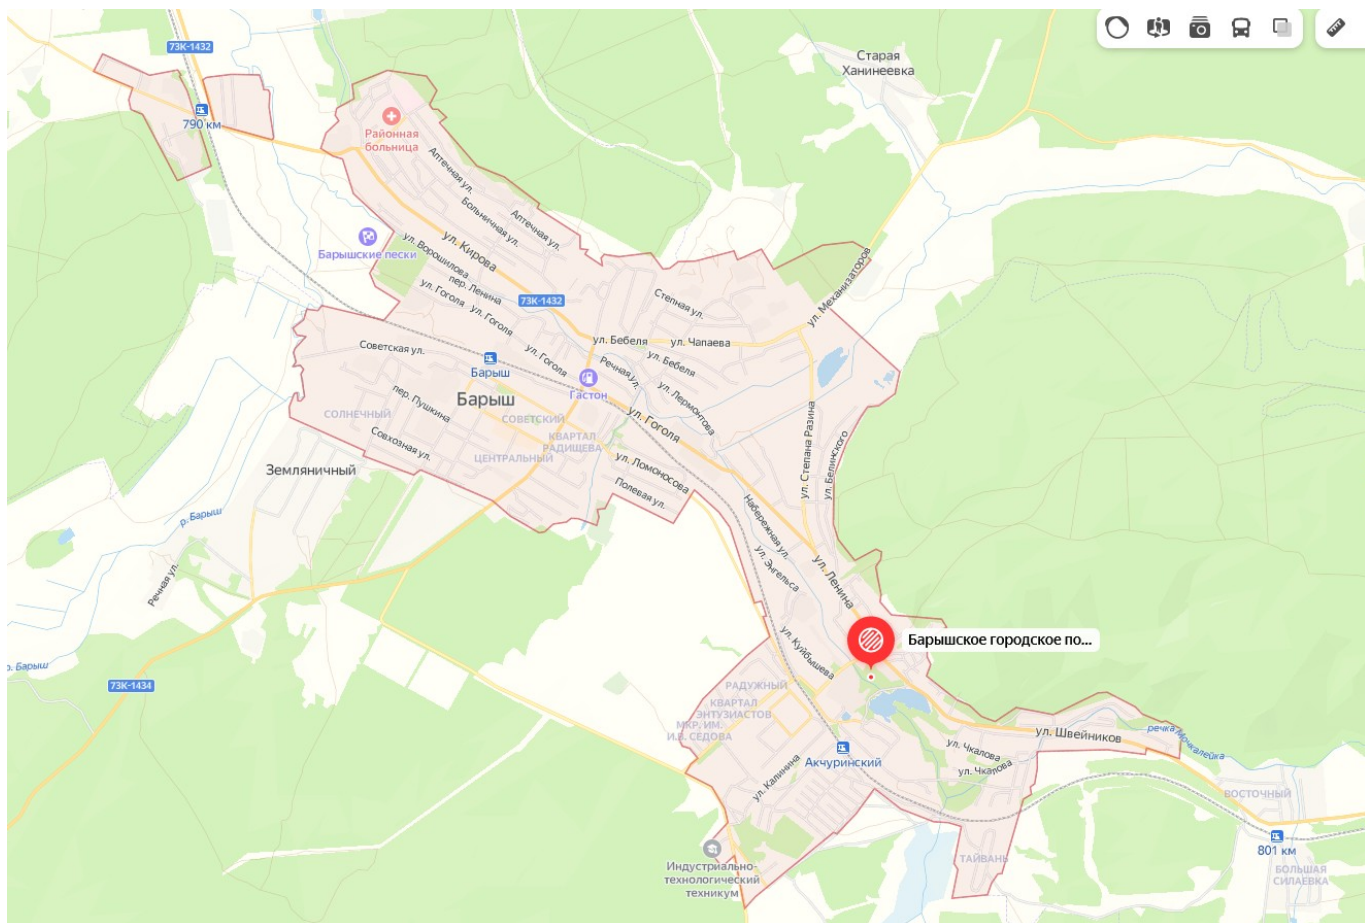 73К-1432
Старая
Ханинеевка
790 км
Районная
больница
Аптечная ул.
Больничная ул.
Аптечная ул.
ул. Кирова
ул. Ворошилова
Барышские пески
пер. Ленина
ул. Гоголя
ул. Гоголя
73К-1432
Степная ул.
ул. Механизаторов
ул. Бебеля
ул. Чапаева
Советская ул.
ул. Гоголя
ул. Бебеля
Барыш
Речная ул.
Гастон
ул. Лермонтова
пер. Пушкина
Барыш
СОЛНЕЧНЫЙ
СОВЕТСКИЙ
ул. Гоголя
КВАРТАЛ
РАДИЩЕВА
Совхозная ул.
ЦЕНТРАЛЬНЫЙ
ул. Степана Разина
ул. Белинского
Земляничный
ул. Ломоносова
Полевая ул.
р. Барыш
Набережная ул.
ул. Энгельса
ул. Ленина
Речная ул.
Барышское городское по...
ул. Куйбышева
р. Барыш
73К-1434
РАДУЖНЫЙ
КВАРТАЛ
ЭНТУЗИАСТОВ
МКР. ИМ.
И.В. СЕДОВА
ул. Швейников
речка Мочкалейка
ул. Чкалова
ул. Чкалова
Акчуринский
ул. Калинина
ВОСТОЧНЫЙ
801 км
ТАЙВАНЬ
Индустриально-
технологический
техникум
БОЛЬШАЯ
СИЛАЕВКА